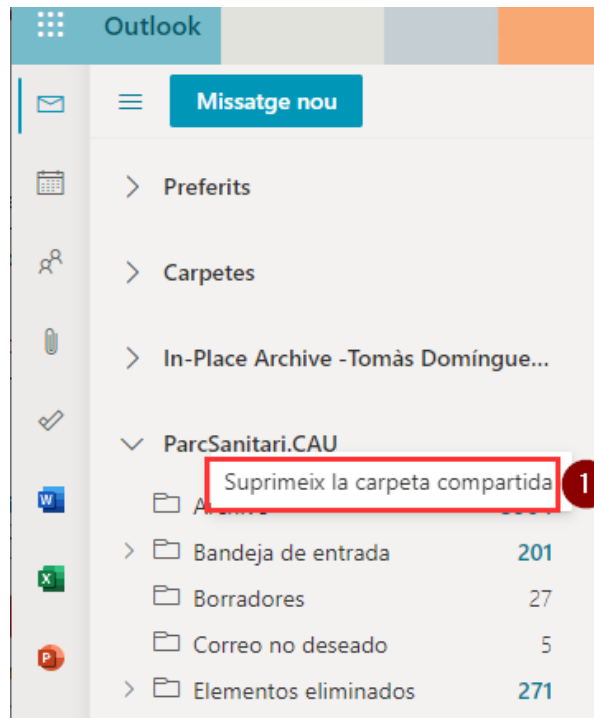 Outlook
Missatge nou
Preferits
Carpetes
In-Place Archive -Tomàs Domíngue...
ParcSanitari.CAU
Suprimeix la carpeta compartida 1
Bandeja de entrada 201
Borradores 27
Correo no deseado 5
Elementos eliminados 271